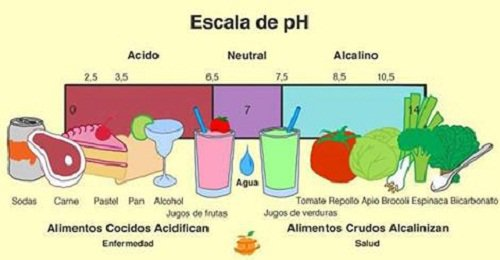 Escala de pH
Acido Neutral Alcalino
2,5 3,5 6,5 7,5 8,5 10,5
0 7 14
Agua
Sodas Carne Pastel Pan Alcohol Tomate Repollo Apio Brocoli Espinaca Bicarbonato
Jugos de frutas Jugos de verduras
Alimentos Cocidos Acidifican Alimentos Crudos Alcalinizan
Enfermedad Salud